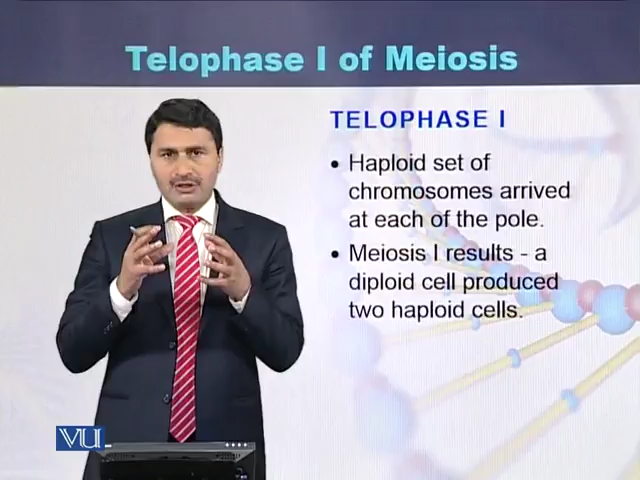 Telophase I of Meiosis
TELOPHASE I
• Haploid set of
chromosomes arrived
at each of the pole.
• Meiosis I results - a
diploid cell produced
two haploid cells.
VU